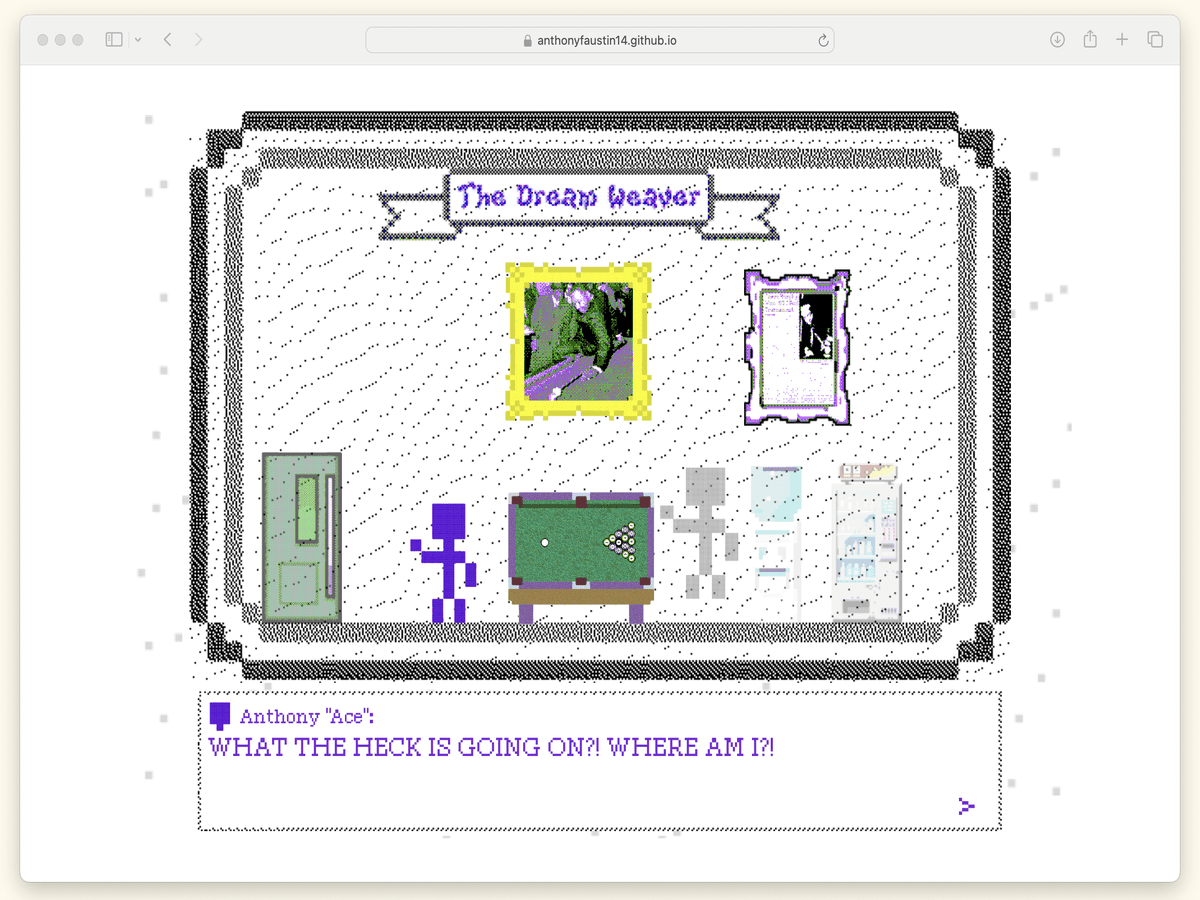 anthonyfaustin14.github.io
The Dream Weaver
Anthony "Ace":
WHAT THE HECK IS GOING ON?! WHERE AM I?!
>